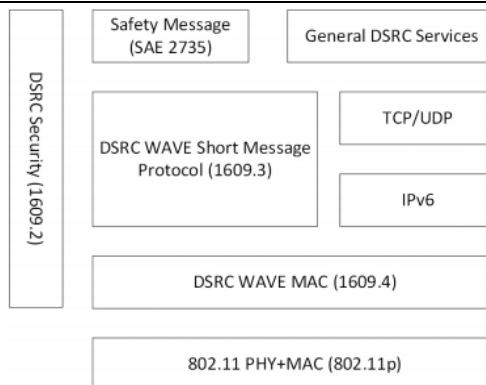 DSRC Security (1609.2)
Safety Message
(SAE 2735)
General DSRC Services
DSRC WAVE Short Message
Protocol (1609.3)
TCP/UDP
IPv6
DSRC WAVE MAC (1609.4)
802.11 PHY+MAC (802.11p)